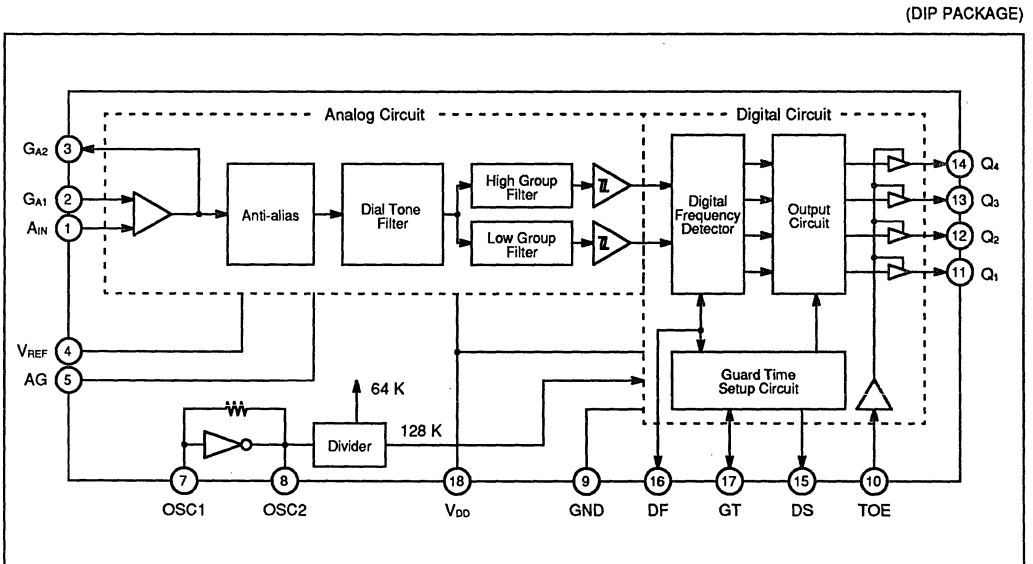 (DIP PACKAGE)
Analog Circuit
Digital Circuit
GA2
3
GA1
2
AIN
1
Anti-alias
Dial Tone
Filter
High Group
Filter
Low Group
Filter
Digital
Frequency
Detector
Output
Circuit
14
Q4
13
Q3
12
Q2
11
Q1
VREF
4
AG
5
64 K
128 K
Divider
Guard Time
Setup Circuit
7
8
18
9
16
17
15
10
OSC1
OSC2
VDD
GND
DF
GT
DS
TOE